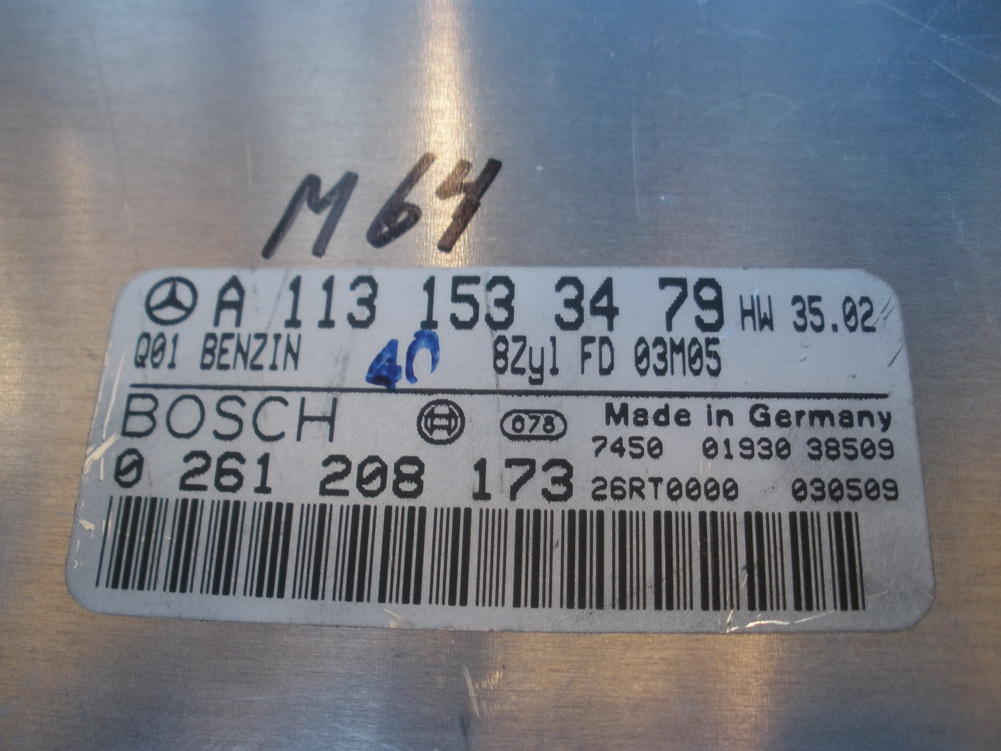 M64
A 113 153 34 79 HW 35.02
Q01 BENZIN 40 8Zyl FD 03M05
BOSCH 078 Made in Germany
7450 01930 38509
0 261 208 173 26RT0000 030509